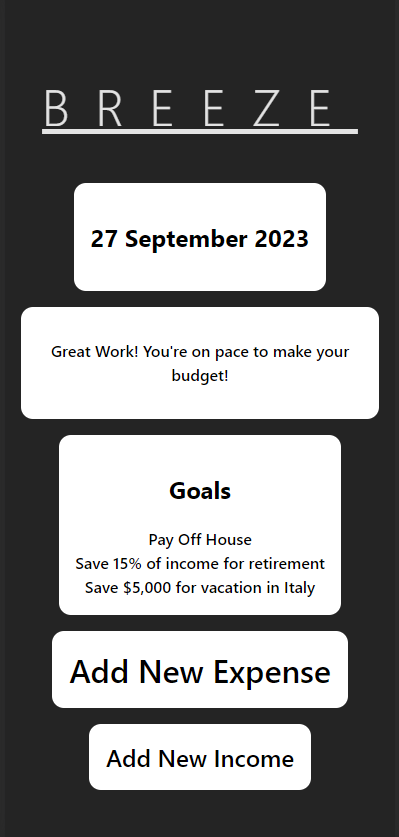 B R E E Z E
27 September 2023
Great Work! You're on pace to make your
budget!
Goals
Pay Off House
Save 15% of income for retirement
Save $5,000 for vacation in Italy
Add New Expense
Add New Income